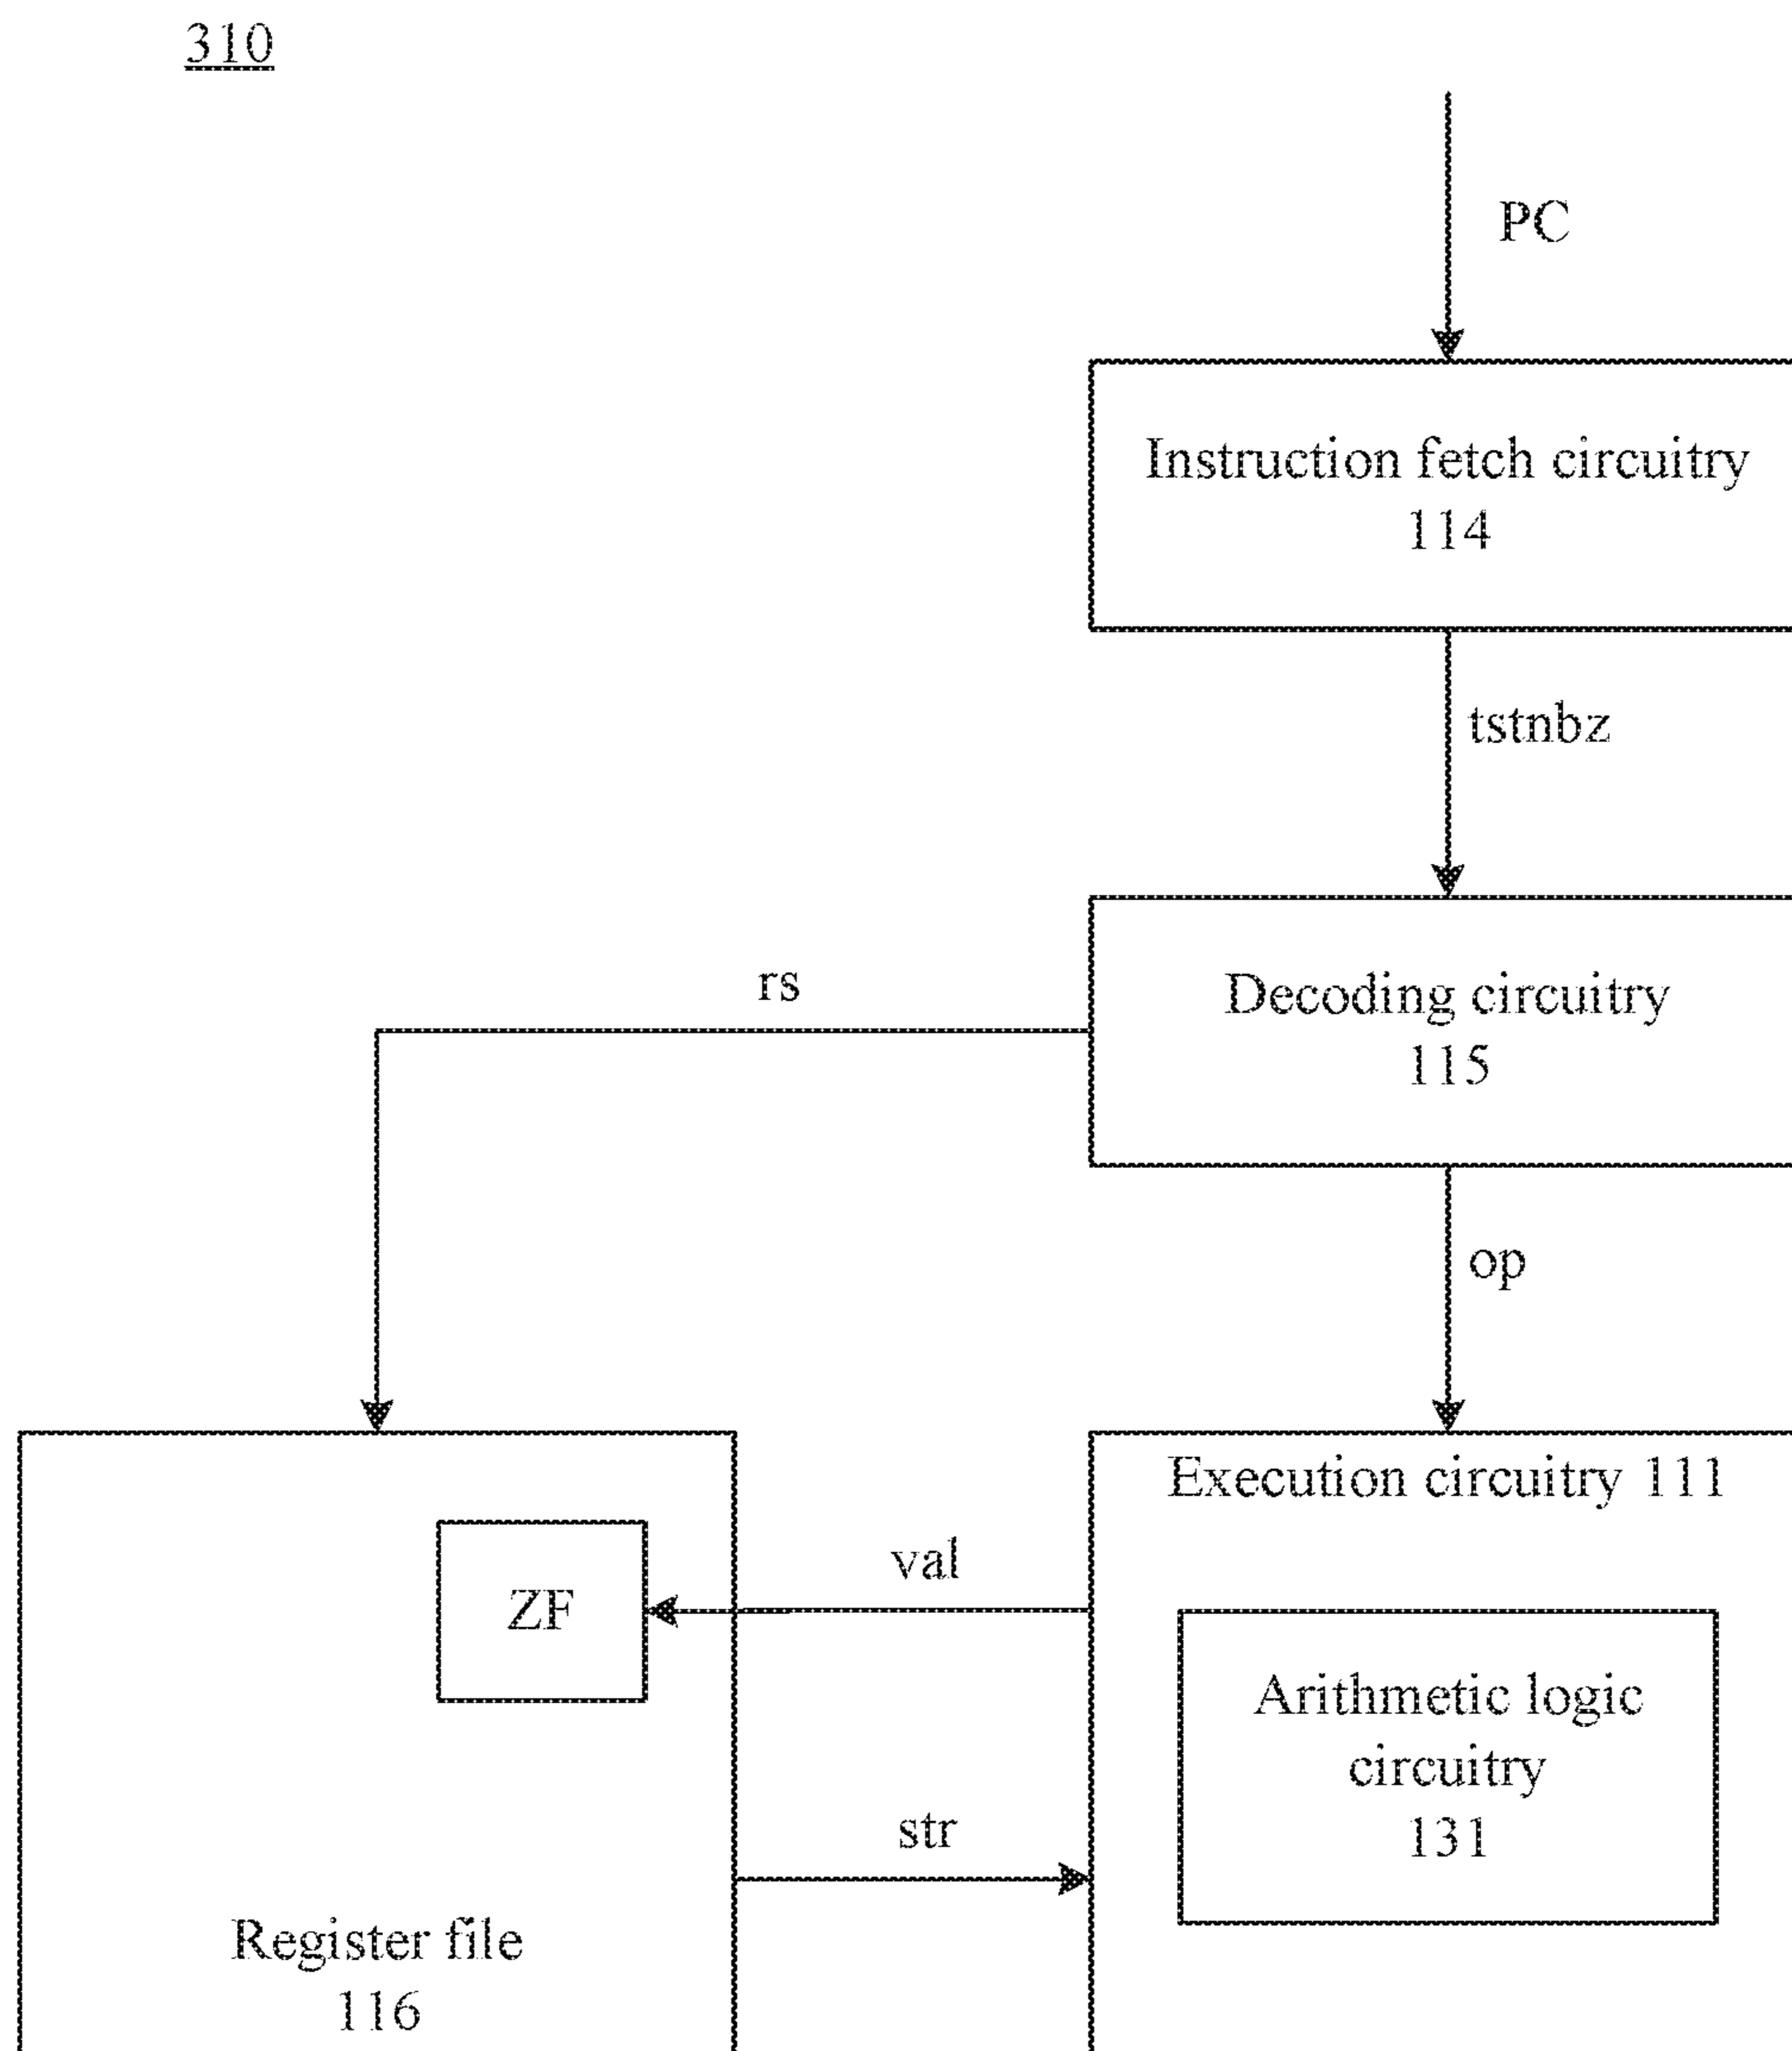 310
PC
Instruction fetch circuitry
114
tstnbz
rs
Decoding circuitry
115
op
Execution circuitry 111
val
ZF
Arithmetic logic
circuitry
131
str
Register file
116